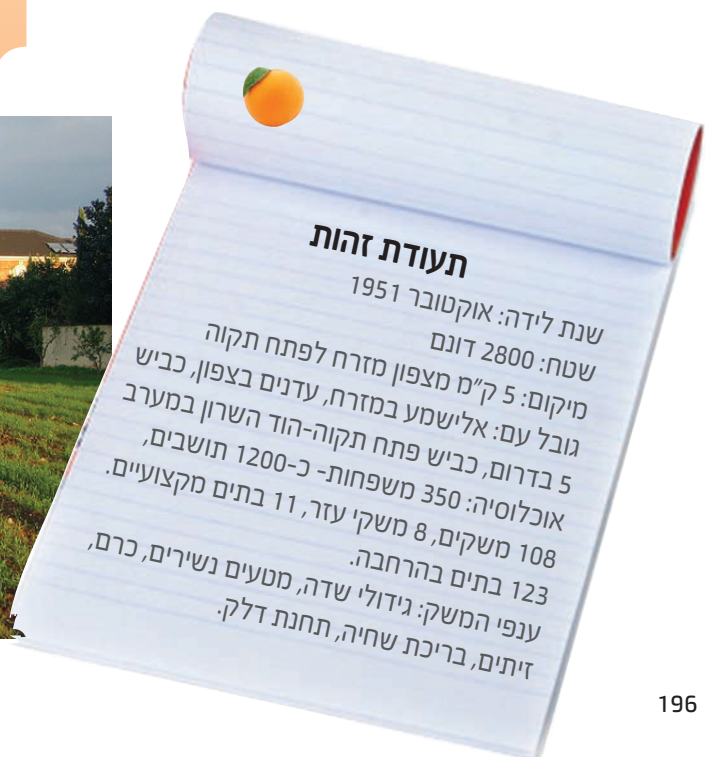 תעודת זהות
שנת לידה: אוקטובר 1951
שטח: 2800 דונם
מיקום: 5 ק״מ מצפון מזרח לפתח תקוה
גובל עם: אלישמע במזרח, עדנים בצפון, כביש
5 בדרום, כביש פתח תקוה-הוד השרון במערב
אוכלוסיה: 350 משפחות- כ-1200 תושבים,
108 משקים, 8 משקי עזר, 11 בתים מקצועיים.
123 בתים בהרחבה.
ענפי המשק: גידולי שדה, מטעים נשירים, כרם,
זיתים, בריכת שחיה, תחנת דלק.
196